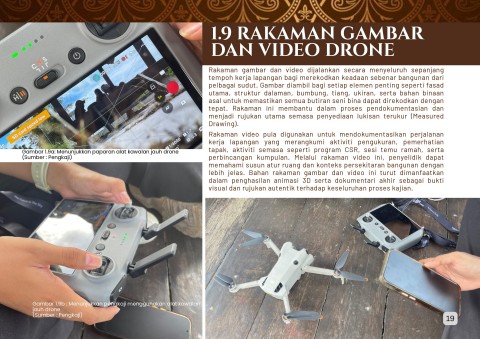 1.9 RAKAMAN GAMBAR
DAN VIDEO DRONE
Rakaman gambar dan video dijalankan secara menyeluruh sepanjang
tempoh kerja lapangan bagi merekodkan keadaan sebenar bangunan dari
pelbagai sudut. Gambar diambil bagi setiap elemen penting seperti fasad
utama, struktur dalaman, bumbung, tiang, ukiran, serta bahan binaan
asal untuk memastikan semua butiran seni bina dapat direkodkan dengan
tepat. Rakaman ini membantu dalam proses pendokumentasian dan
menjadi rujukan utama semasa penyediaan lukisan terukur (Measured
Drawing).
Rakaman video pula digunakan untuk mendokumentasikan perjalanan
kerja lapangan yang merangkumi aktiviti pengukuran, pemerhatian
tapak, aktiviti semasa seperti program CSR, sesi temu ramah, serta
perbincangan kumpulan. Melalui rakaman video ini, penyelidik dapat
memahami susun atur ruang dan konteks persekitaran bangunan dengan
lebih jelas. Bahan rakaman gambar dan video ini turut dimanfaatkan
dalam penghasilan animasi 3D serta dokumentari akhir sebagai bukti
visual dan rujukan autentik terhadap keseluruhan proses kajian.
Gambar 1.9a: Menunjukkan paparan alat kawalan jauh drone
(Sumber : Pengkaji)
Gambar 1.9b: Menunjukkan pengkaji menggunakan alat kawalan
jauh drone
(Sumber : Pengkaji)
19